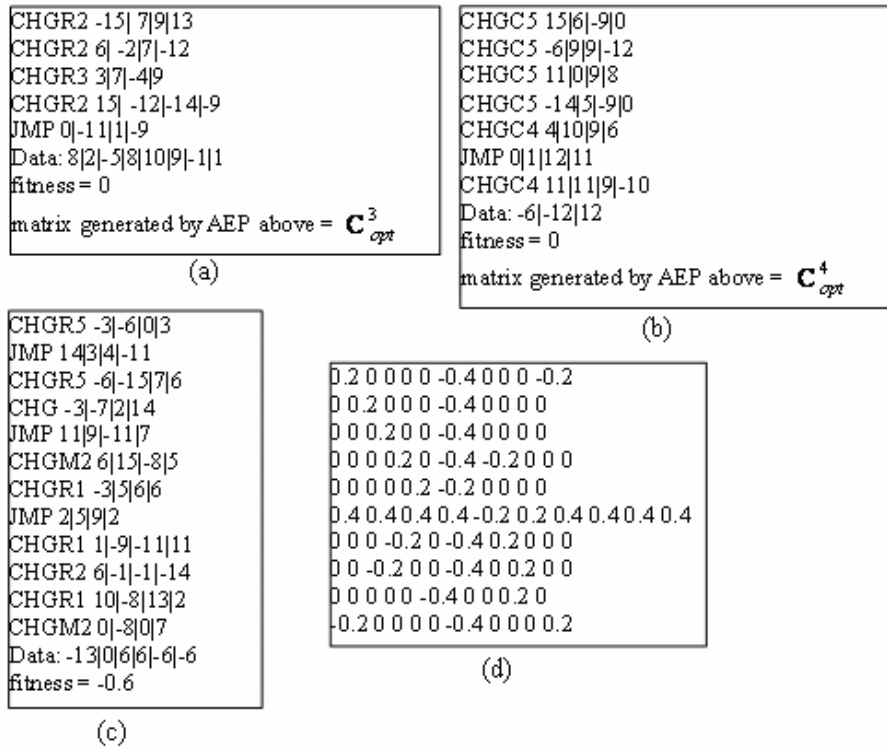 CHGR2 -15| 7|9|13
CHGR2 6| -2|7|-12
CHGR3 3|7|-4|9
CHGR2 15| -12|-14|-9
JMP 0|-11|1|-9
Data: 8|2|-5|8|10|9|-1|1
fitness = 0
matrix generated by AEP above = C³opt
(a)
CHGC5 15|6|-9|0
CHGC5 -6|9|9|-12
CHGC5 11|0|9|8
CHGC5 -14|5|-9|0
CHGC4 4|10|9|6
JMP 0|1|12|11
CHGC4 11|11|9|-10
Data: -6|-12|12
fitness = 0
matrix generated by AEP above = C⁴opt
(b)
CHGR5 -3|-6|0|3
JMP 14|3|4|-11
CHGR5 -6|-15|7|6
CHG -3|-7|2|14
JMP 11|9|-11|7
CHGM2 6|15|-8|5
CHGR1 -3|5|6|6
JMP 2|5|9|2
CHGR1 1|-9|-11|11
CHGR2 6|-1|-1|-14
CHGR1 10|-8|13|2
CHGM2 0|-8|0|7
Data: -13|0|6|6|-6|-6
fitness = -0.6
(c)
0.2 0 0 0 0 -0.4 0 0 0 -0.2
0 0.2 0 0 0 -0.4 0 0 0 0
0 0 0.2 0 0 -0.4 0 0 0 0
0 0 0 0.2 0 -0.4 -0.2 0 0 0
0 0 0 0 0.2 -0.2 0 0 0 0
0.4 0.4 0.4 0.4 -0.2 0.2 0.4 0.4 0.4 0.4
0 0 0 -0.2 0 -0.4 0.2 0 0 0
0 0 -0.2 0 0 -0.4 0 0.2 0 0
0 0 0 0 0 -0.4 0 0 0.2 0
-0.2 0 0 0 0 -0.4 0 0 0 0.2
(d)